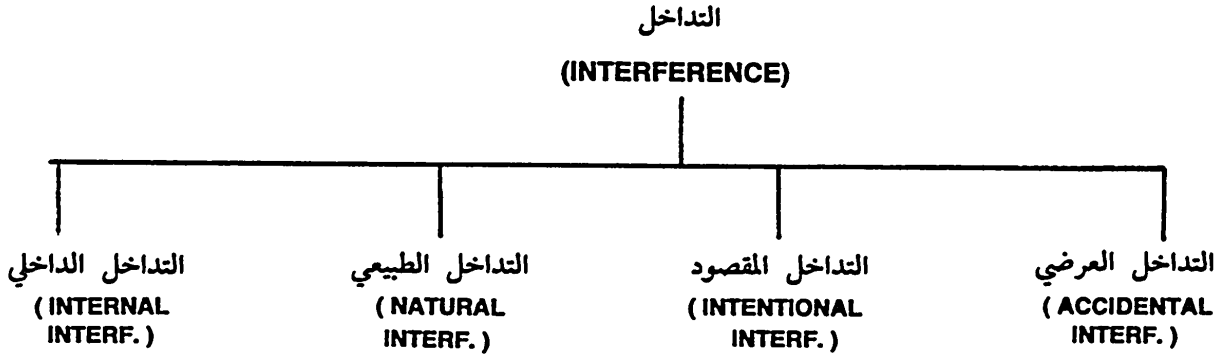 التداخل
(INTERFERENCE)
التداخل العرضي
( ACCIDENTAL
INTERF. )
التداخل المقصود
( INTENTIONAL
INTERF. )
التداخل الطبيعي
( NATURAL
INTERF. )
التداخل الداخلي
( INTERNAL
INTERF. )